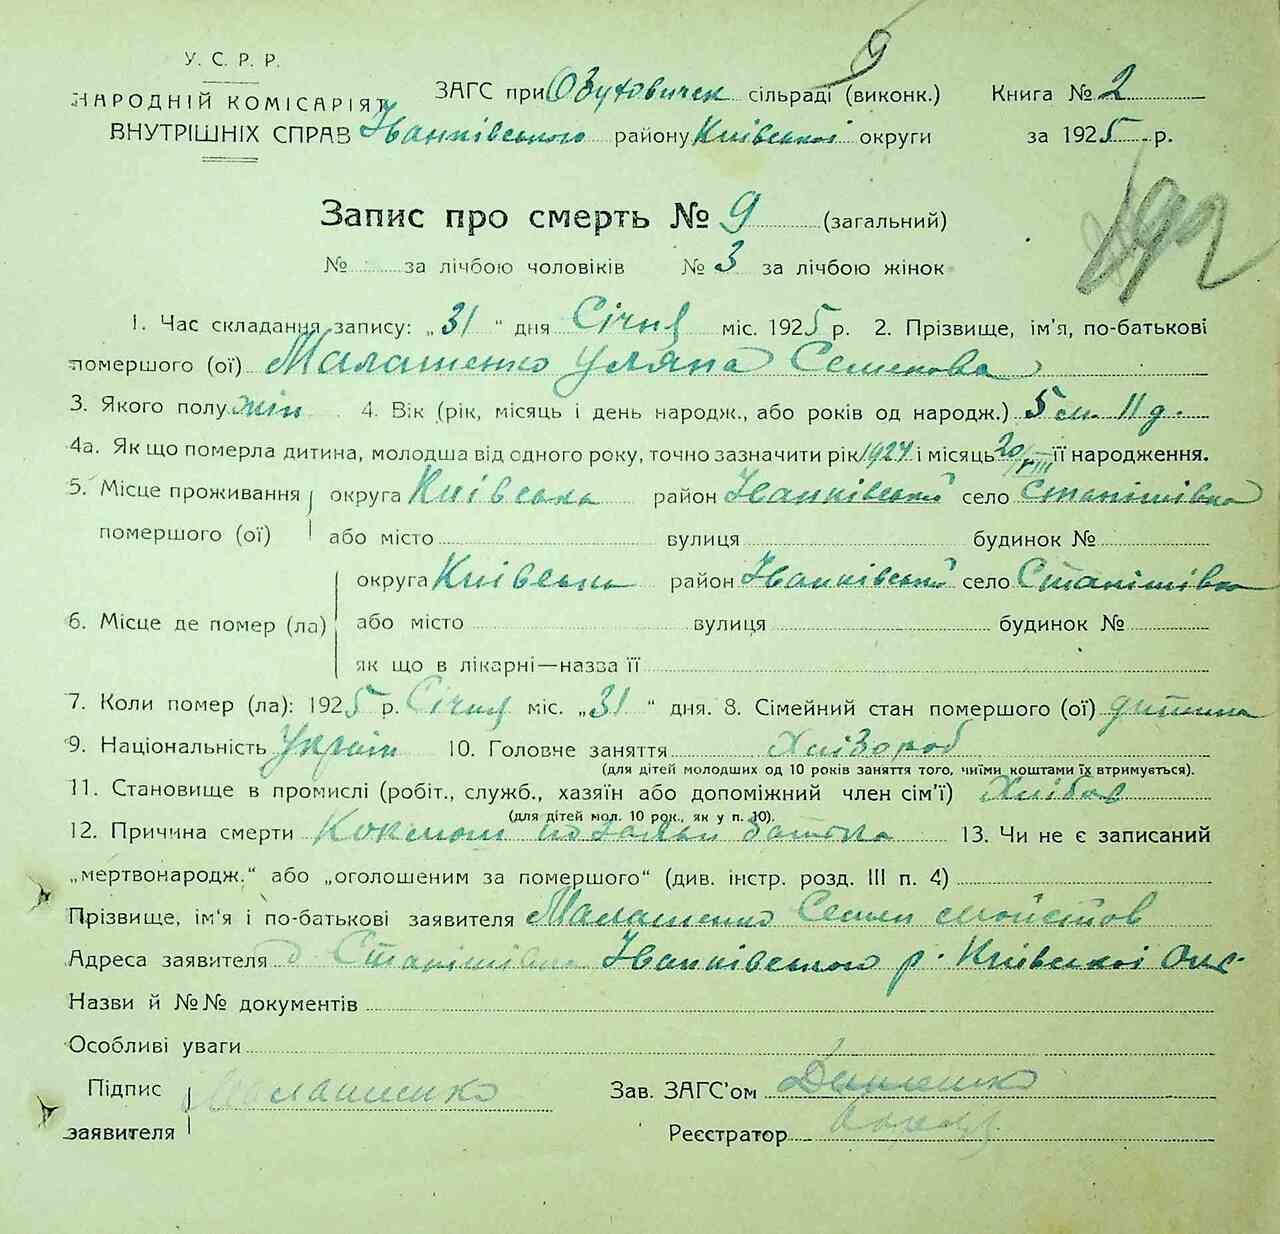 9
У. С. Р. Р.
НАРОДНІЙ КОМІСАРІЯТ
ВНУТРІШНІХ СПРАВ
ЗАГС при сільраді (виконк.) Книга № 2
Іванківського району Київської округи за 1925 р.
Запис про смерть № 9 (загальний)
№ за лічбою чоловіків № 3 за лічбою жінок
1. Час складання запису: „31“ дня Січня міс. 1925 р. 2. Прізвище, ім'я, по-батькові
помершого (ої) Малашенко Уляна Семенова
3. Якого полу жін 4. Вік (рік, місяць і день народж., або років од народж.) 5 м. 11 д.
4а. Як що померла дитина, молодша від одного року, точно зазначити рік 1924 і місяць 20/VIII її народження.
5. Місце проживання округа Київська район Іванківський село Станішівка
помершого (ої) або місто вулиця будинок №
округа Київська район Іванківський село Станішівка
6. Місце де помер (ла) або місто вулиця будинок №
як що в лікарні—назва її
7. Коли помер (ла): 1925 р. Січня міс. „31“ дня. 8. Сімейний стан помершого (ої) дитина
9. Національність Украін 10. Головне заняття Хлібороб
(для дітей молодших од 10 років заняття того, чиїми коштами їх втримується).
11. Становище в промислі (робіт., служб., хазяїн або допоміжний член сім'ї)
(для дітей мол. 10 рок., як у п. 10).
12. Причина смерти 13. Чи не є записаний
„мертвонародж.“ або „оголошеним за помершого“ (див. інстр. розд. III п. 4)
Прізвище, ім'я і по-батькові заявителя Малашенко Семен
Адреса заявителя Станішівка Іванківського р. Київської Окр.
Назви й №№ документів
Особливі уваги
Підпис заявителя Малашенко Зав. ЗАГС'ом
Реєстратор